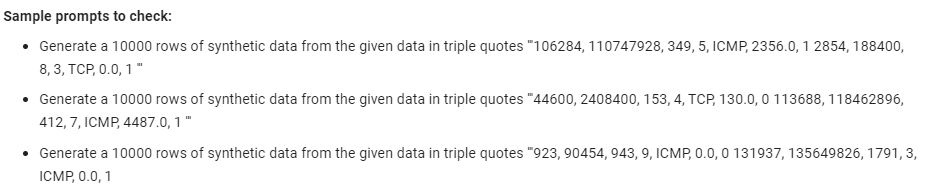 Sample prompts to check:
• Generate a 10000 rows of synthetic data from the given data in triple quotes '''106284, 110747928, 349, 5, ICMP, 2356.0, 1 2854, 188400,
8, 3, TCP, 0.0, 1 '''
• Generate a 10000 rows of synthetic data from the given data in triple quotes '''44600, 2408400, 153, 4, TCP, 130.0, 0 113688, 118462896,
412, 7, ICMP, 4487.0, 1 '''
• Generate a 10000 rows of synthetic data from the given data in triple quotes '''923, 90454, 943, 9, ICMP, 0.0, 0 131937, 135649826, 1791, 3,
ICMP, 0.0, 1